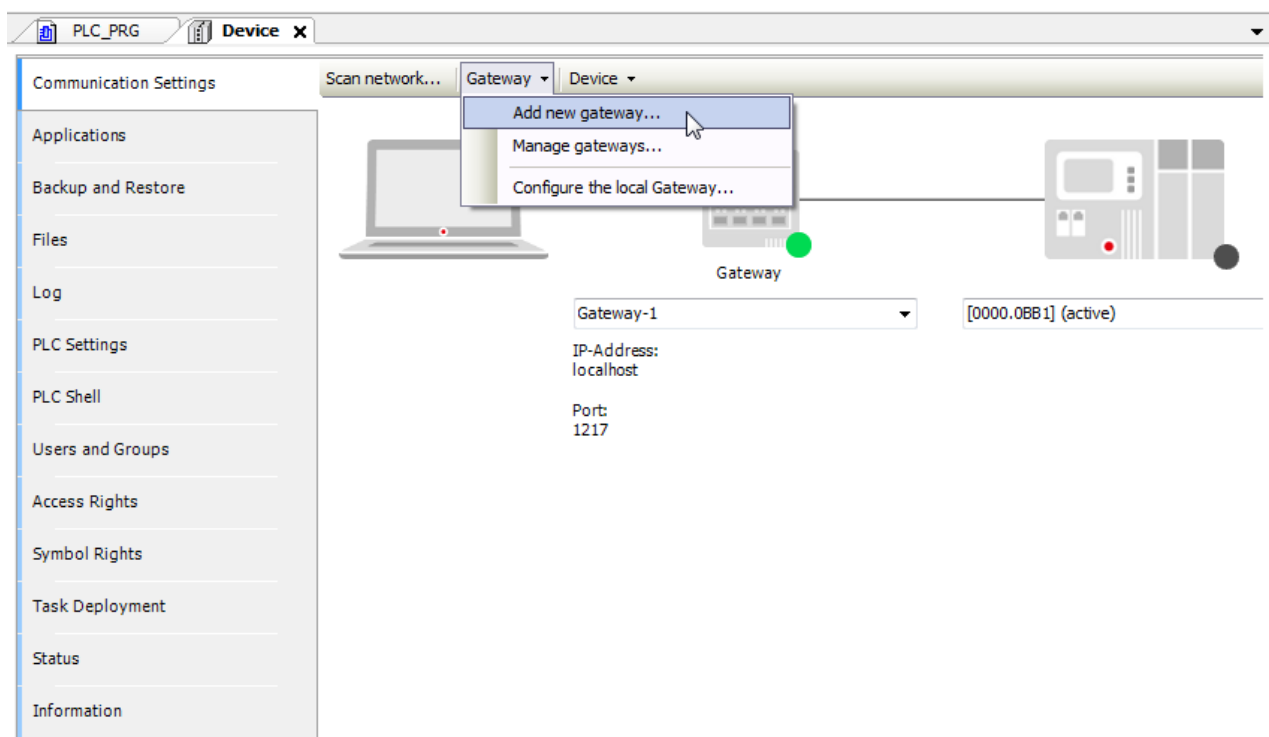 PLC_PRG
Device
Communication Settings
Applications
Backup and Restore
Files
Log
PLC Settings
PLC Shell
Users and Groups
Access Rights
Symbol Rights
Task Deployment
Status
Information
Scan network...
Gateway
Device
Add new gateway...
Manage gateways...
Configure the local Gateway...
Gateway
Gateway-1
[0000.0BB1] (active)
IP-Address:
localhost
Port:
1217